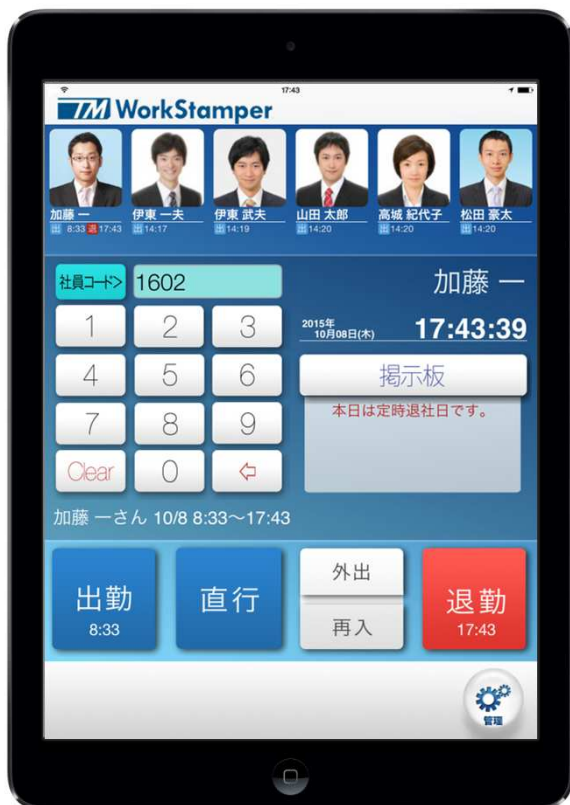 17:43
TM WorkStamper
加藤 一 伊東 一夫 伊東 武夫 山田 太郎 高城 紀代子 松田 豪太
出 8:33 退 17:43 出 14:17 出 14:19 出 14:20 出 14:20 出 14:20
社員コード> 1602
加藤 一
1 2 3
2015年
10月08日(木)
17:43:39
4 5 6
掲示板
7 8 9
本日は定時退社日です。
Clear 0
加藤 一さん 10/8 8:33〜17:43
出勤
8:33
直行
外出
再入
退勤
17:43
管理